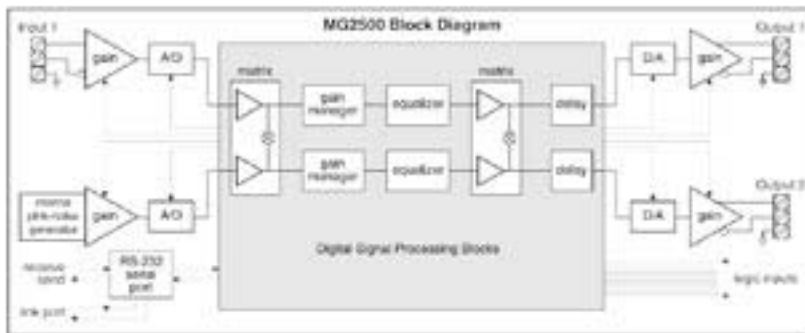 MG2500 Block Diagram
Input 1
Output 1
gain
A/D
matrix
gain
manager
equalizer
matrix
delay
D/A
gain
gain
manager
equalizer
delay
Output 2
internal
pink-noise
generator
gain
A/D
D/A
gain
Digital Signal Processing Blocks
receive
send
RS-232
serial
port
logic inputs
link port